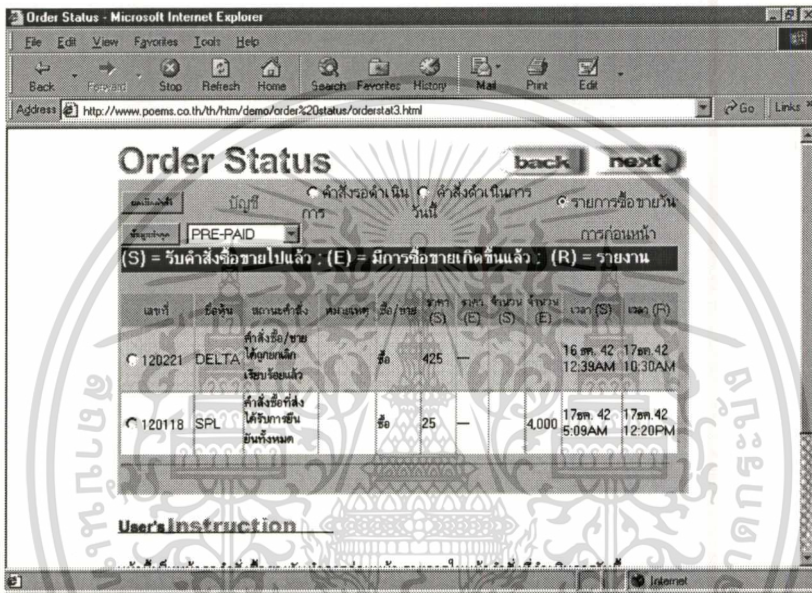 Order Status - Microsoft Internet Explorer
File Edit View Favorites Tools Help
Back Forward Stop Refresh Home Search Favorites History Mail Print Edit
Address http://www.poems.co.th/th/htm/demo/order%20status/orderstat3.html Go Links
Order Status back next
บัญชี คำสั่งรอดำเนินการ คำสั่งดำเนินการวันนี้ รายการซื้อขายวันการก่อนหน้า
PRE-PAID
(S) = รับคำสั่งซื้อขายไปแล้ว ; (E) = มีการซื้อขายเกิดขึ้นแล้ว ; (R) = รายงาน
เลขที่ ชื่อหุ้น สถานะคำสั่ง หมายเหตุ ซื้อ/ขาย ราคา (S) ราคา (E) จำนวน (S) จำนวน (E) เวลา (S) เวลา (R)
คำสั่งซื้อ/ขาย
120221 DELTA ได้ถูกยกเลิก ซื้อ 425 — 16 ธค. 42 17ธค.42
เรียบร้อยแล้ว 12:39AM 10:30AM
คำสั่งซื้อที่ส่ง
120118 SPL ได้รับการยืน ซื้อ 25 — 4,000 17ธค. 42 17ธค.42
ยันทั้งหมด 5:09AM 12:20PM
User's Instruction
Internet